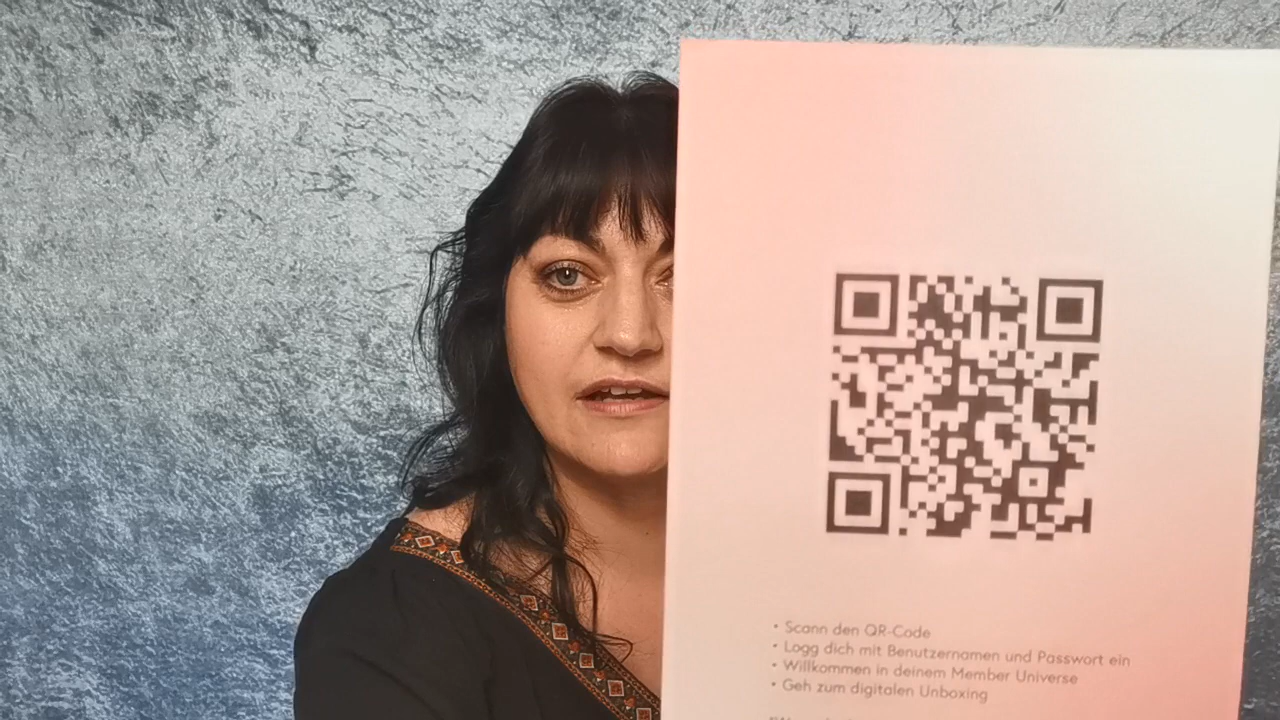 • Scann den QR-Code
• Logg dich mit Benutzernamen und Passwort ein
• Willkommen in deinem Member Universe
• Geh zum digitalen Unboxing